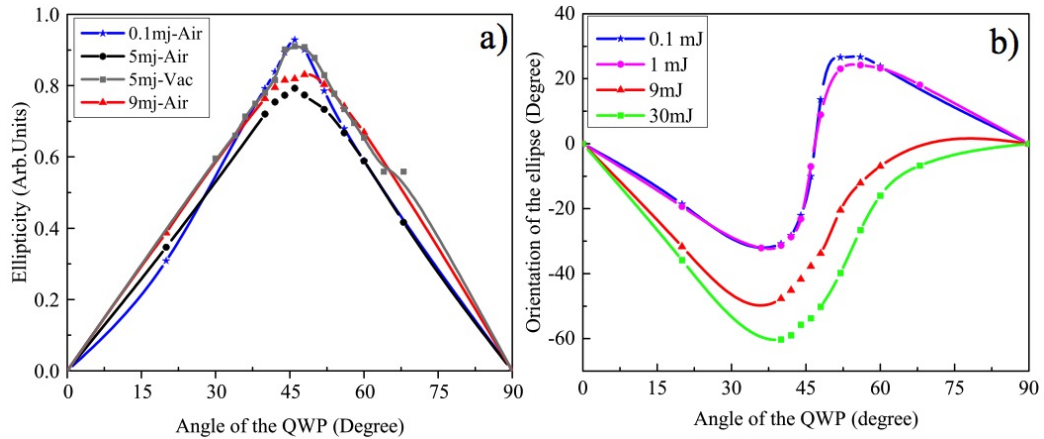 a)
0.1mj-Air
5mj-Air
5mj-Vac
9mj-Air
Ellipticity (Arb.Units)
1.0
0.8
0.6
0.4
0.2
0.0
0 15 30 45 60 75 90
Angle of the QWP (Degree)
b)
0.1 mJ
1 mJ
9mJ
30mJ
Orientation of the ellipse (Degree)
40
20
0
-20
-40
-60
0 15 30 45 60 75 90
Angle of the QWP (degree)